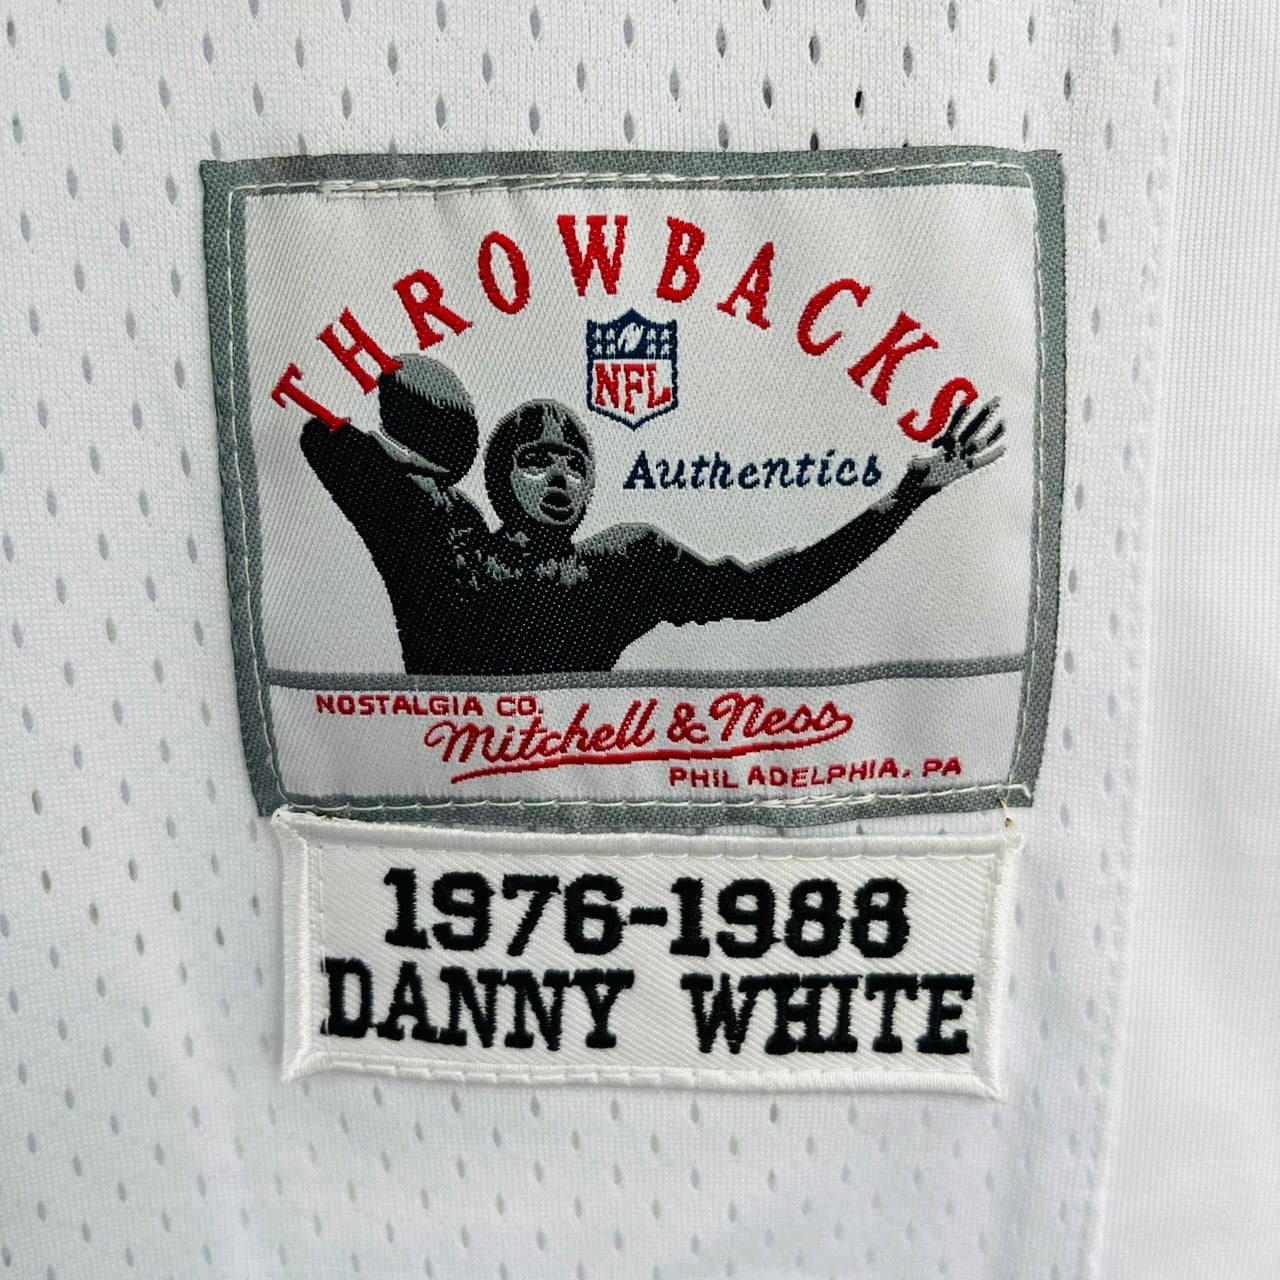 THROWBACKS
NFL
Authentics
NOSTALGIA CO.
Mitchell & Ness
PHILADELPHIA, PA
1976-1988
DANNY WHITE